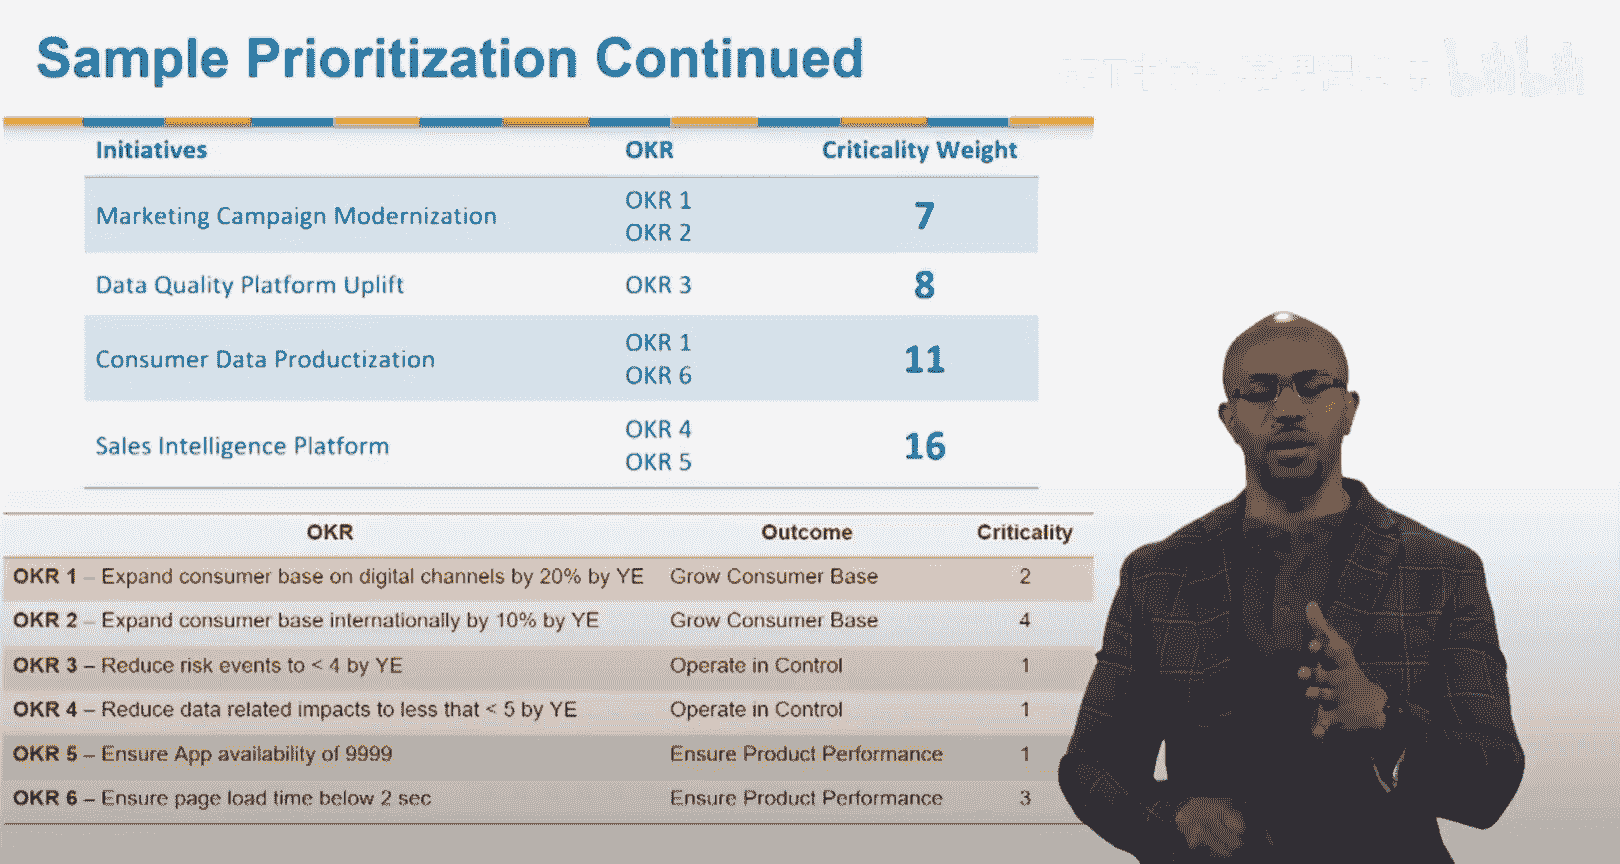 Sample Prioritization Continued
Initiatives OKR Criticality Weight
Marketing Campaign Modernization OKR 1 OKR 2 7
Data Quality Platform Uplift OKR 3 8
Consumer Data Productization OKR 1 OKR 6 11
Sales Intelligence Platform OKR 4 OKR 5 16
OKR Outcome Criticality
OKR 1 – Expand consumer base on digital channels by 20% by YE Grow Consumer Base 2
OKR 2 – Expand consumer base internationally by 10% by YE Grow Consumer Base 4
OKR 3 – Reduce risk events to < 4 by YE Operate in Control 1
OKR 4 – Reduce data related impacts to less that < 5 by YE Operate in Control 1
OKR 5 – Ensure App availability of 9999 Ensure Product Performance 1
OKR 6 – Ensure page load time below 2 sec Ensure Product Performance 3